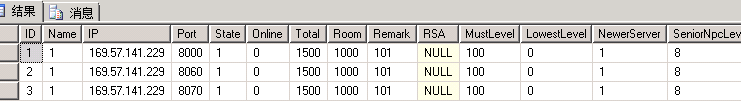 结果 消息
ID Name IP Port State Online Total Room Remark RSA MustLevel LowestLevel NewerServer SeniorNpcLev
1 1 169.57.141.229 8000 1 0 1500 1000 101 NULL 100 0 1 8
2 1 169.57.141.229 8060 1 0 1500 1000 101 NULL 100 0 1 8
3 1 169.57.141.229 8070 1 0 1500 1000 101 NULL 100 0 1 8